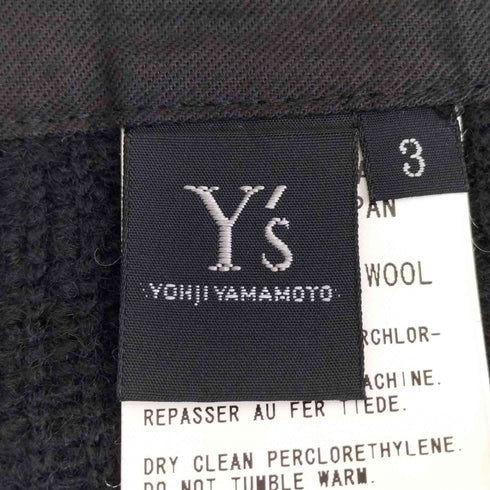 Y's
YOHJI YAMAMOTO
3
PAN
WOOL
RCHLOR-
ACHINE.
REPASSER AU FER TIEDE.
DRY CLEAN PERCLORETHYLENE.
DO NOT TUMBLE WARM.